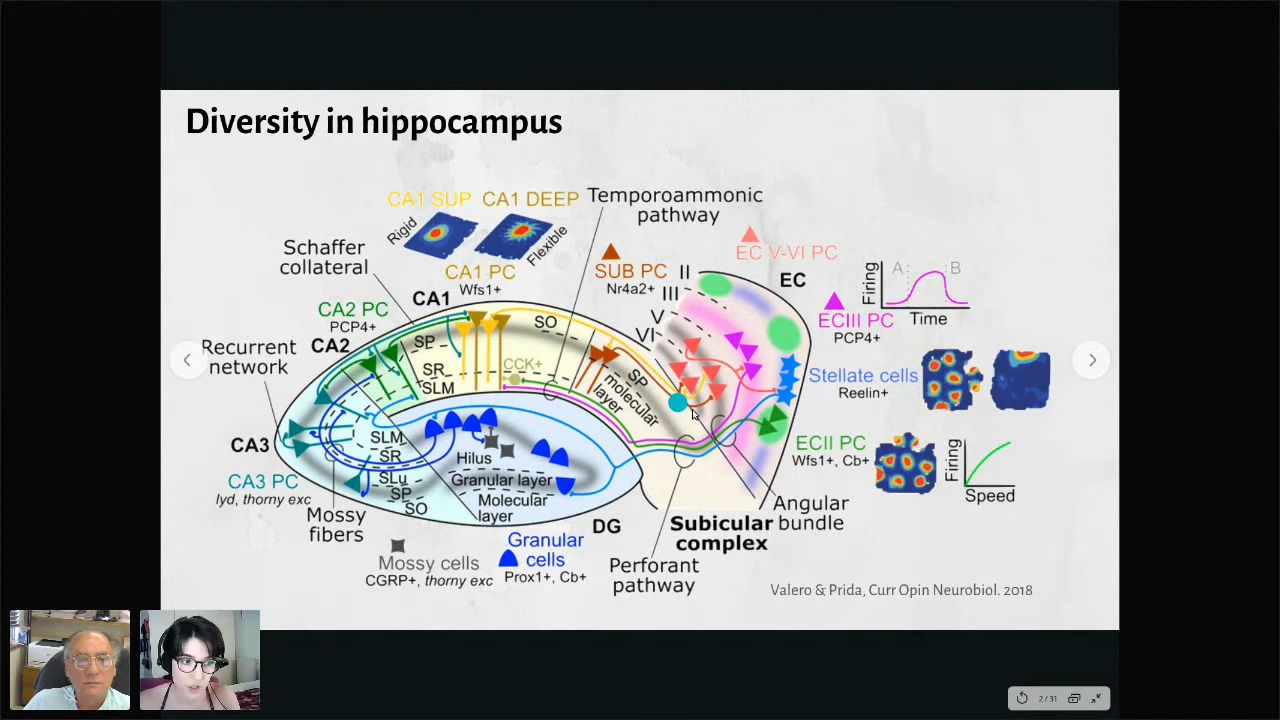 Diversity in hippocampus
CA1 SUP
CA1 DEEP
Rigid
Flexible
Temporoammonic
pathway
Schaffer
collateral
CA1 PC
Wfs1+
SUB PC
Nr4a2+
EC V-VI PC
II
III
V
VI
EC
A
B
Firing
Time
ECIII PC
PCP4+
CA2 PC
PCP4+
CA1
CA2
SO
SP
SR
SLM
CCK+
SP
molecular
layer
Recurrent
network
Stellate cells
Reelin+
CA3
SLM
SR
SLu
SP
SO
Hilus
Granular layer
Molecular
layer
ECII PC
Wfs1+, Cb+
Firing
Speed
CA3 PC
lyd, thorny exc
Mossy
fibers
DG
Subicular
complex
Angular
bundle
Mossy cells
CGRP+, thorny exc
Granular
cells
Prox1+, Cb+
Perforant
pathway
Valero & Prida, Curr Opin Neurobiol. 2018
2 / 31